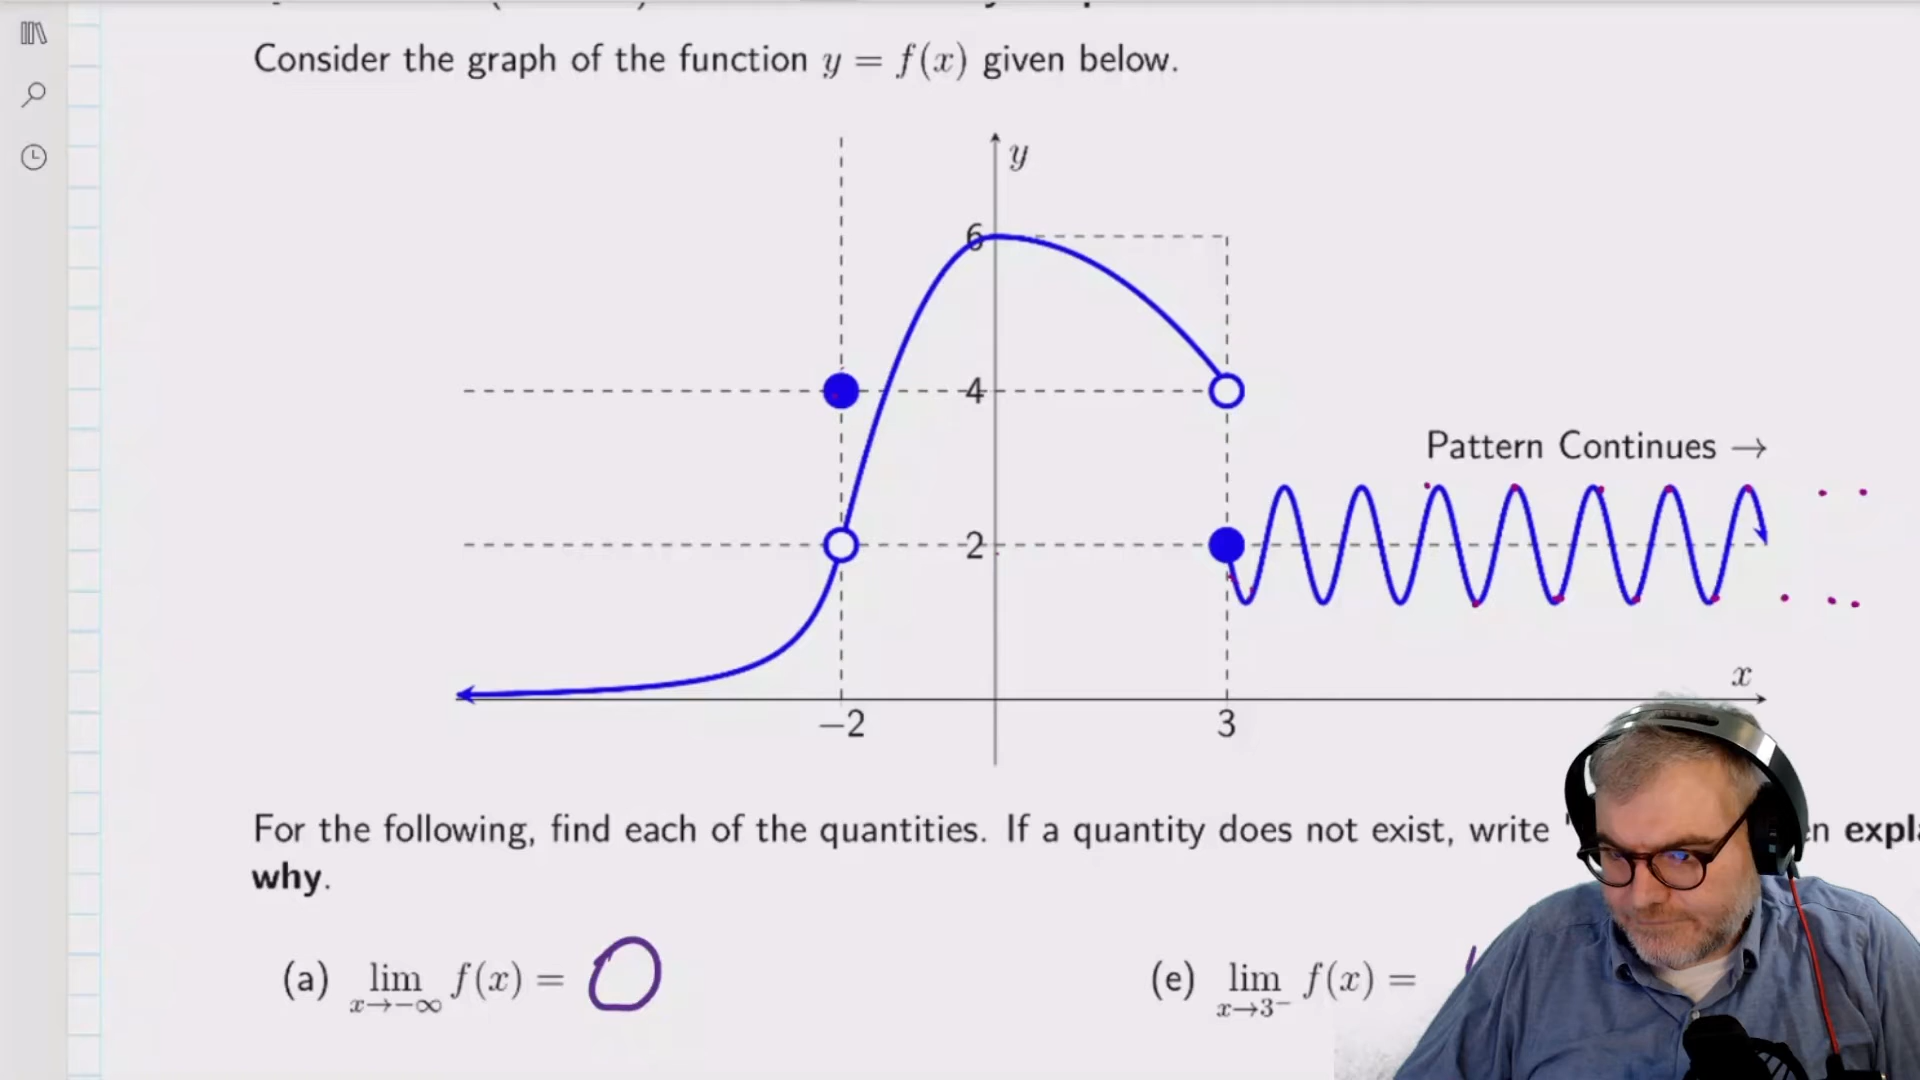 Consider the graph of the function y = f(x) given below.
y
6
4
Pattern Continues →
2
x
−2
3
For the following, find each of the quantities. If a quantity does not exist, write
why.
(a) lim x→−∞ f(x) = 0
(e) lim x→3⁻ f(x) =